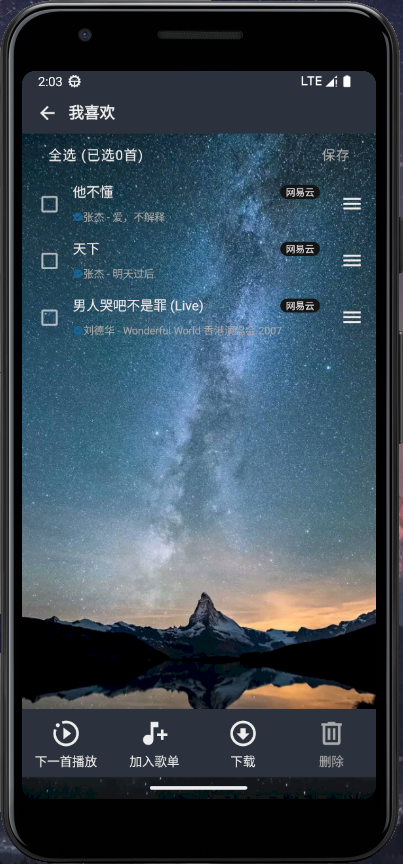 2:03 LTE
我喜欢
全选 (已选0首) 保存
他不懂 网易云
张杰 - 爱，不解释
天下 网易云
张杰 - 明天过后
男人哭吧不是罪 (Live) 网易云
刘德华 - Wonderful World 香港演唱会 2007
下一首播放 加入歌单 下载 删除